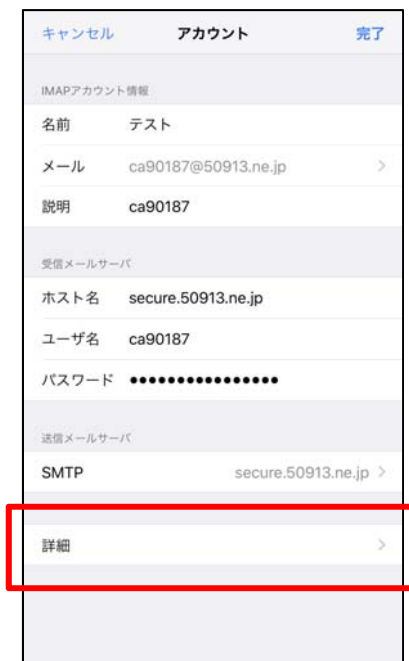 キャンセル アカウント 完了
IMAPアカウント情報
名前 テスト
メール ca90187@50913.ne.jp >
説明 ca90187
受信メールサーバ
ホスト名 secure.50913.ne.jp
ユーザ名 ca90187
パスワード ●●●●●●●●●●●●●●●●
送信メールサーバ
SMTP secure.50913.ne.jp >
詳細 >